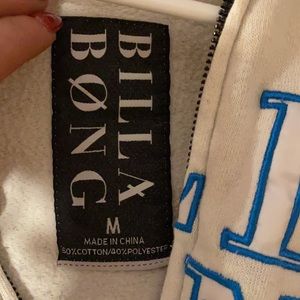 BILLA
BØNG
M
MADE IN CHINA
60%COTTON/40%POLYESTER